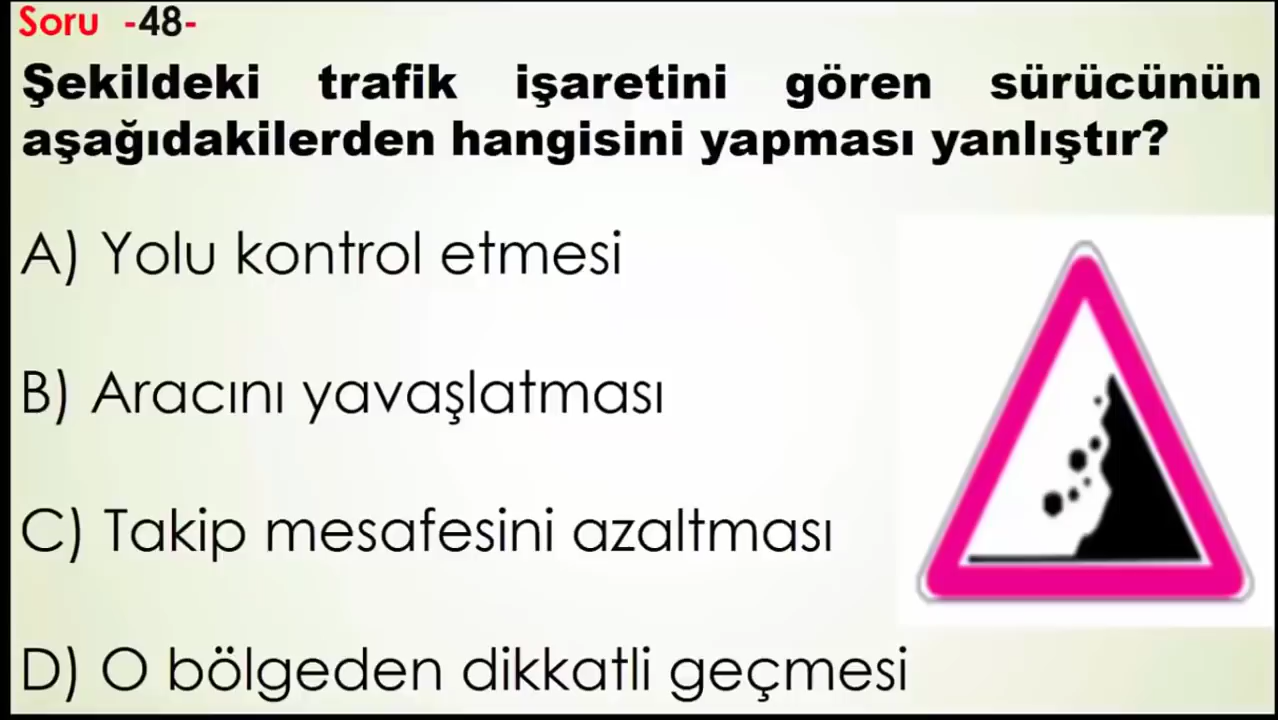 Soru -48-
Şekildeki trafik işaretini gören sürücünün
aşağıdakilerden hangisini yapması yanlıştır?
A) Yolu kontrol etmesi
B) Aracını yavaşlatması
C) Takip mesafesini azaltması
D) O bölgeden dikkatli geçmesi